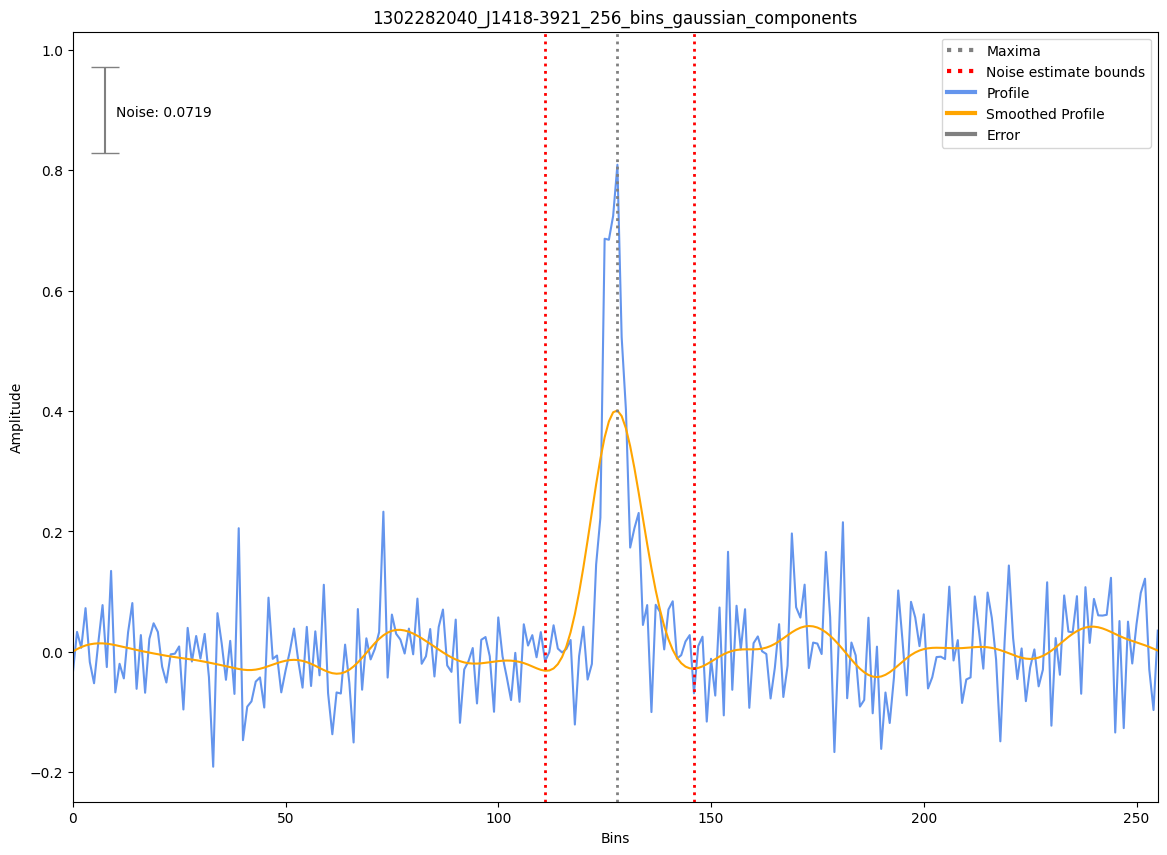 1302282040_J1418-3921_256_bins_gaussian_components
1.0
0.8
0.6
0.4
0.2
0.0
−0.2
Amplitude
Noise: 0.0719
Maxima
Noise estimate bounds
Profile
Smoothed Profile
Error
0
50
100
150
200
250
Bins